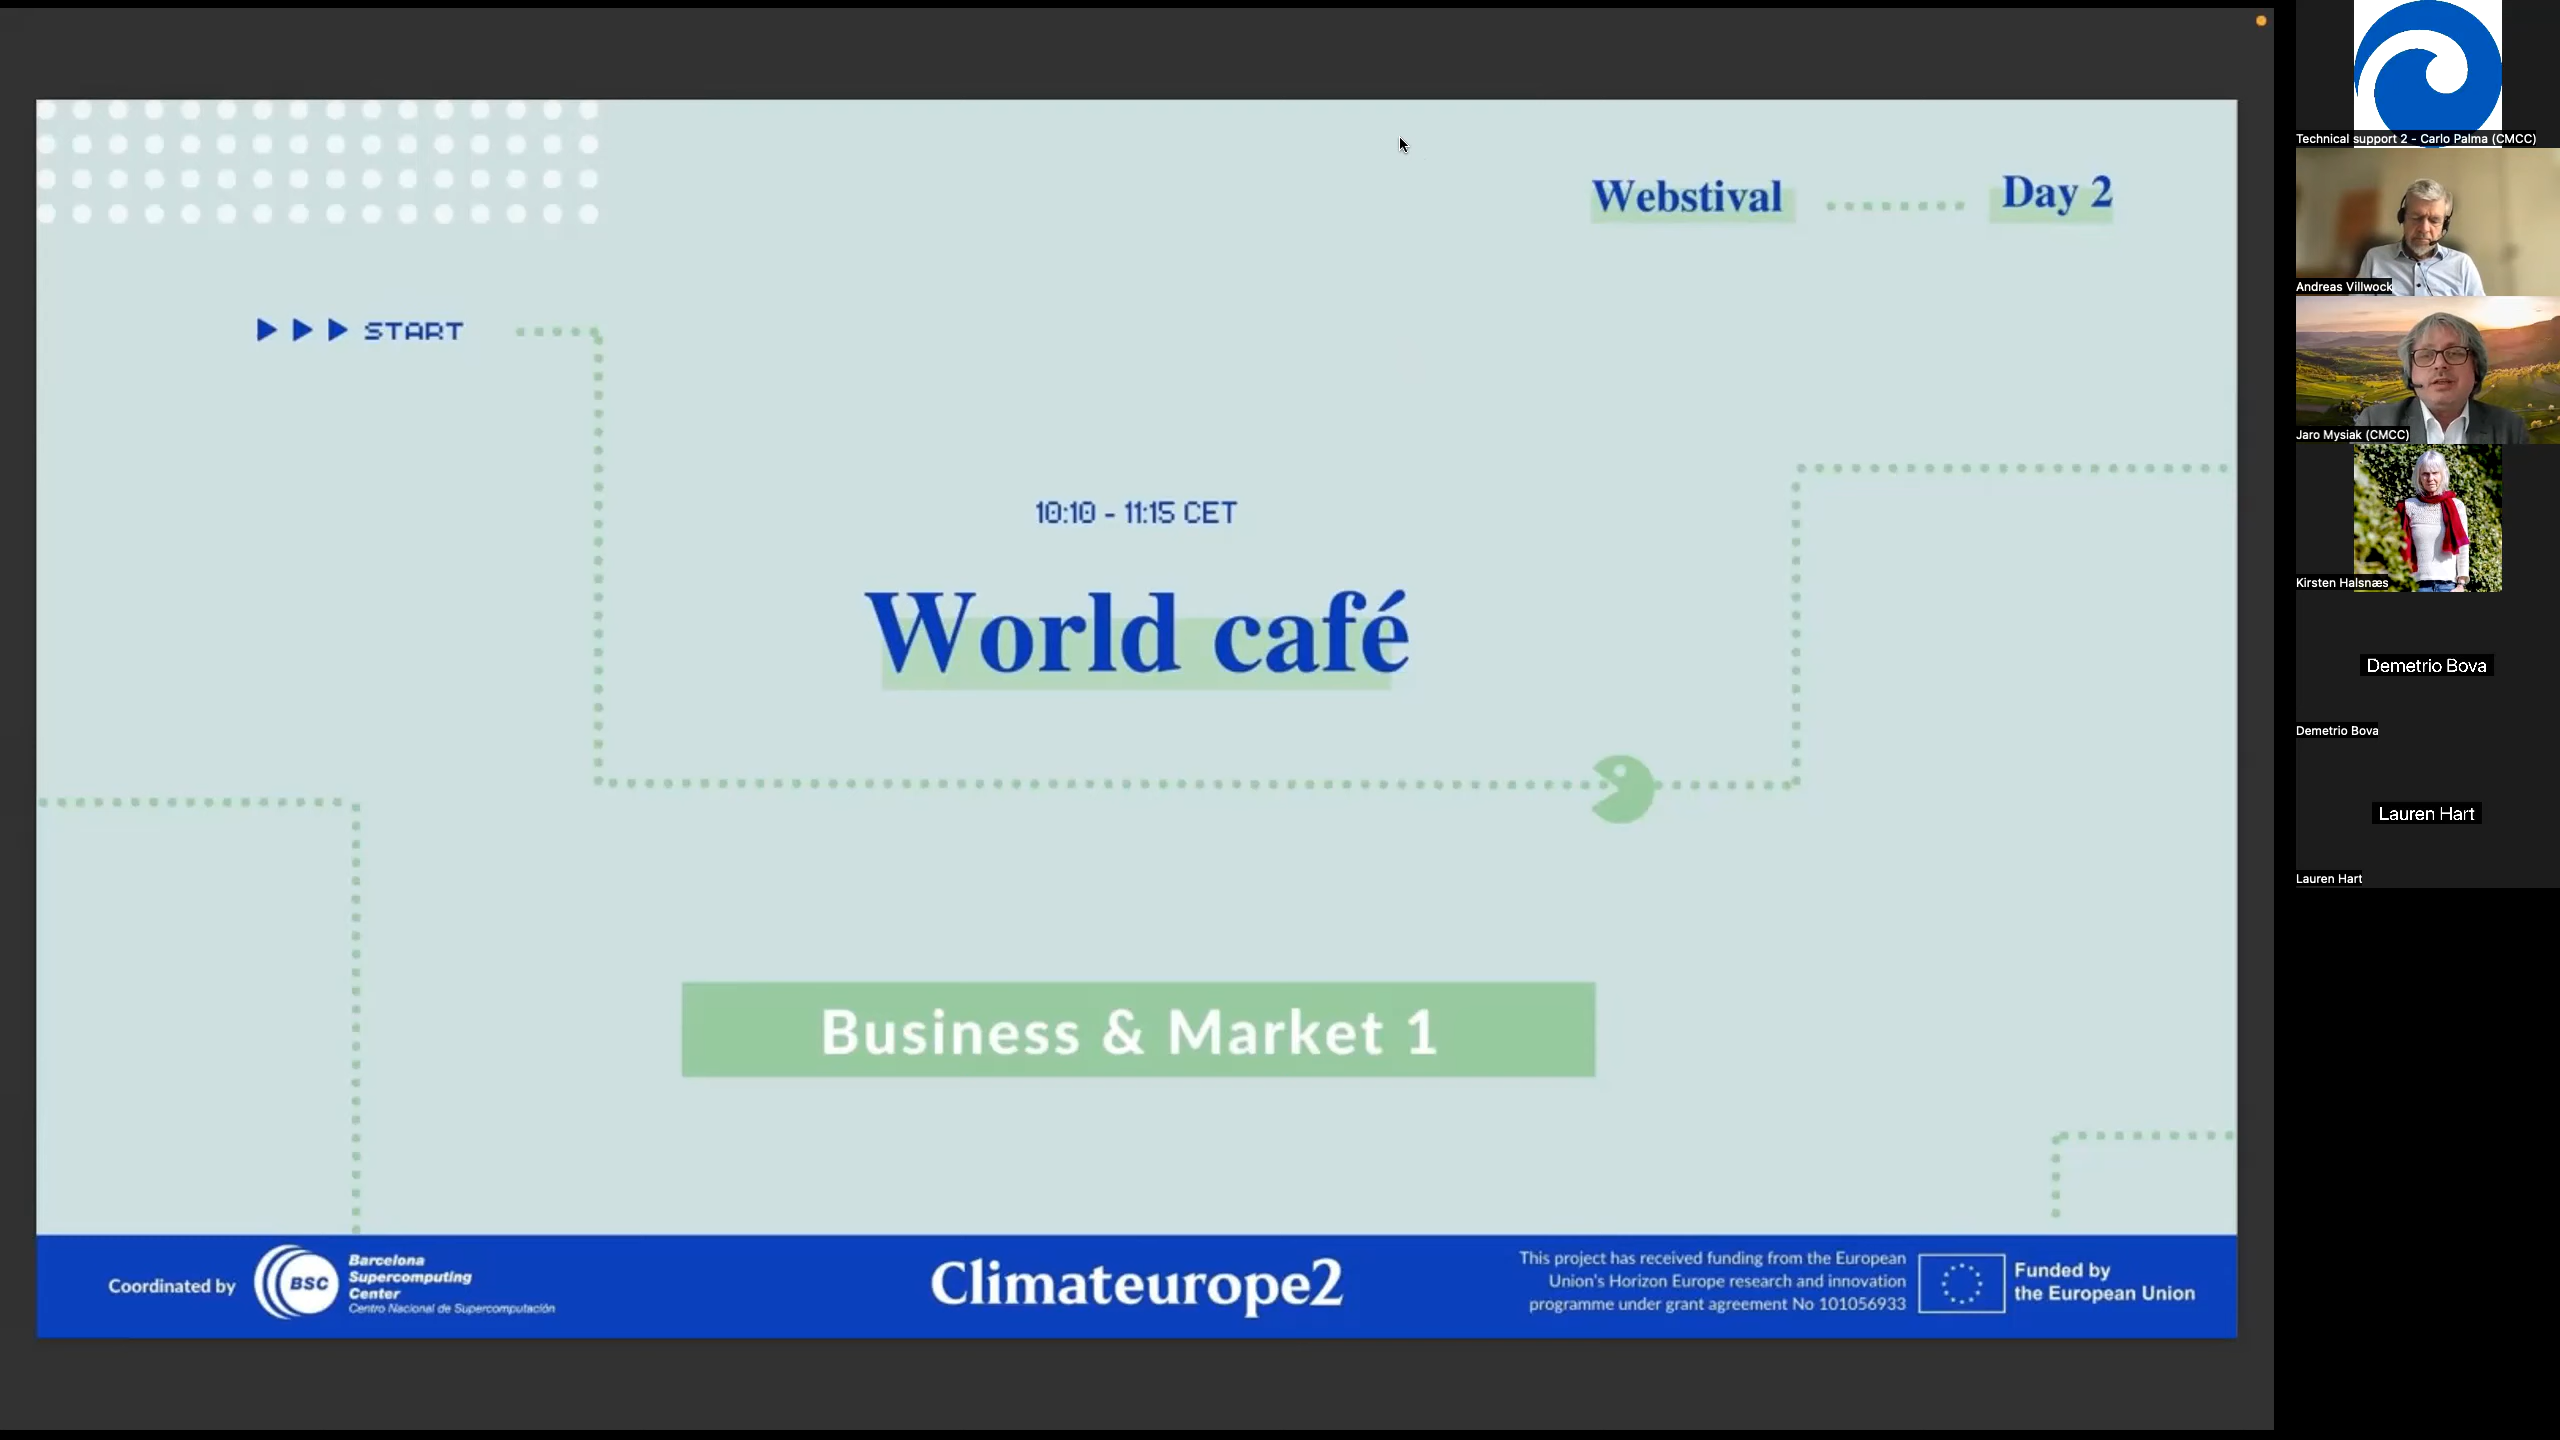 Webstival
Day 2
START
10:10 - 11:15 CET
World café
Business & Market 1
Coordinated by
BSC
Barcelona
Supercomputing
Center
Centro Nacional de Supercomputación
Climateurope2
This project has received funding from the European
Union's Horizon Europe research and innovation
programme under grant agreement No 101056933
Funded by
the European Union
Technical support 2 - Carlo Palma (CMCC)
Andreas Villwock
Jaro Mysiak (CMCC)
Kirsten Halsnæs
Demetrio Bova
Demetrio Bova
Lauren Hart
Lauren Hart